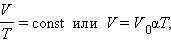 V/T = const или V = V₀αT,